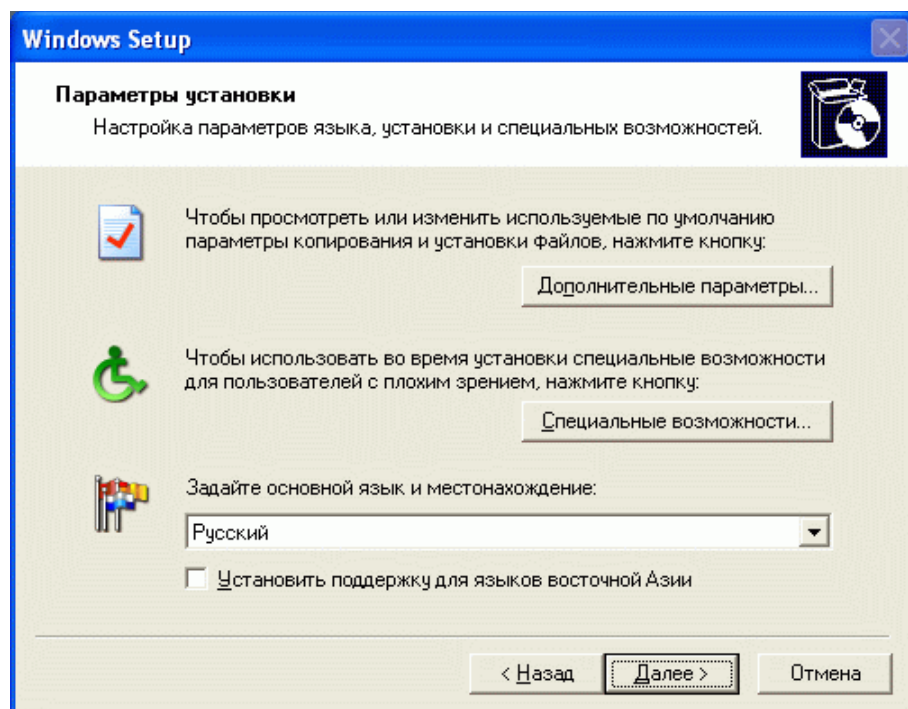 Windows Setup
Параметры установки
Настройка параметров языка, установки и специальных возможностей.
Чтобы просмотреть или изменить используемые по умолчанию
параметры копирования и установки файлов, нажмите кнопку:
Дополнительные параметры...
Чтобы использовать во время установки специальные возможности
для пользователей с плохим зрением, нажмите кнопку:
Специальные возможности...
Задайте основной язык и местонахождение:
Русский
Установить поддержку для языков восточной Азии
< Назад Далее > Отмена